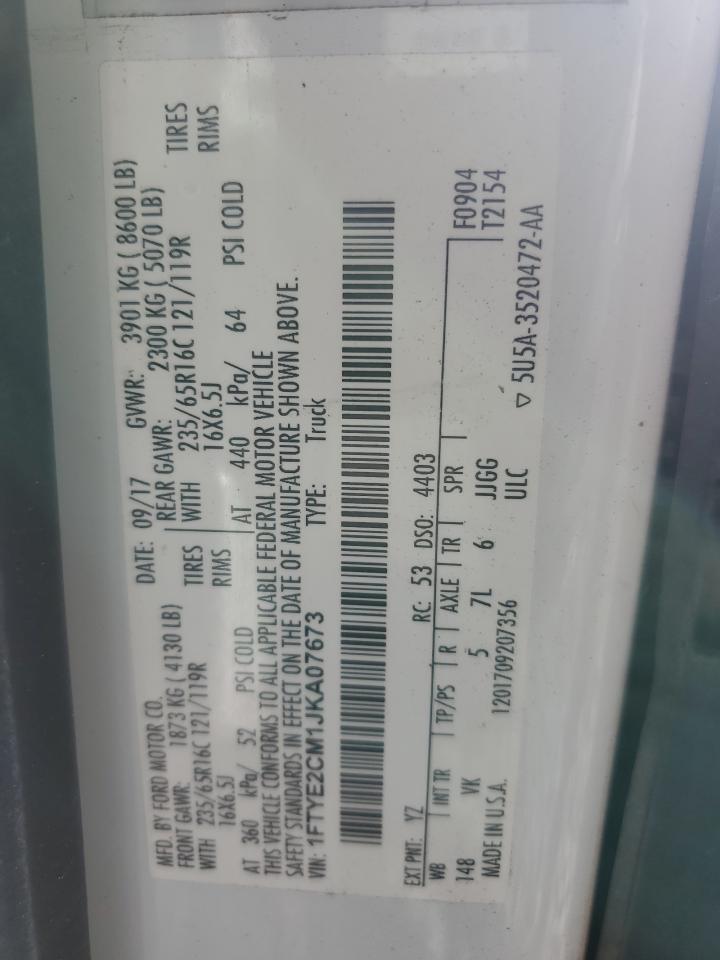 MFD. BY FORD MOTOR CO. DATE: 09/17 GVWR: 3901 KG ( 8600 LB)
FRONT GAWR: 1873 KG ( 4130 LB) REAR GAWR: 2300 KG ( 5070 LB)
WITH 235/65R16C 121/119R TIRES WITH 235/65R16C 121/119R TIRES
16X6.5J RIMS 16X6.5J RIMS
AT 360 kPa/ 52 PSI COLD AT 440 kPa/ 64 PSI COLD
THIS VEHICLE CONFORMS TO ALL APPLICABLE FEDERAL MOTOR VEHICLE
SAFETY STANDARDS IN EFFECT ON THE DATE OF MANUFACTURE SHOWN ABOVE.
VIN: 1FTYE2CM1JKA07673 TYPE: Truck
EXT PNT: YZ RC: 53 DSO: 4403
WB INT TR TP/PS R AXLE TR SPR F0904
148 VK 5 7L 6 JJGG T2154
MADE IN U.S.A. 1201709207356 ULC ▽ 5U5A-3520472-AA